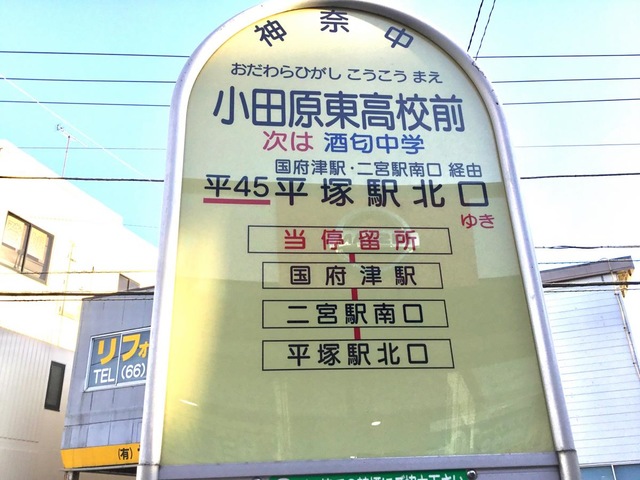 神奈中
おだわらひがし こうこう まえ
小田原東高校前
次は 酒匂中学
国府津駅・二宮駅南口 経由
平45 平塚駅北口
ゆき
当停留所
国府津駅
二宮駅南口
平塚駅北口
リフォ
TEL (66)
(有)